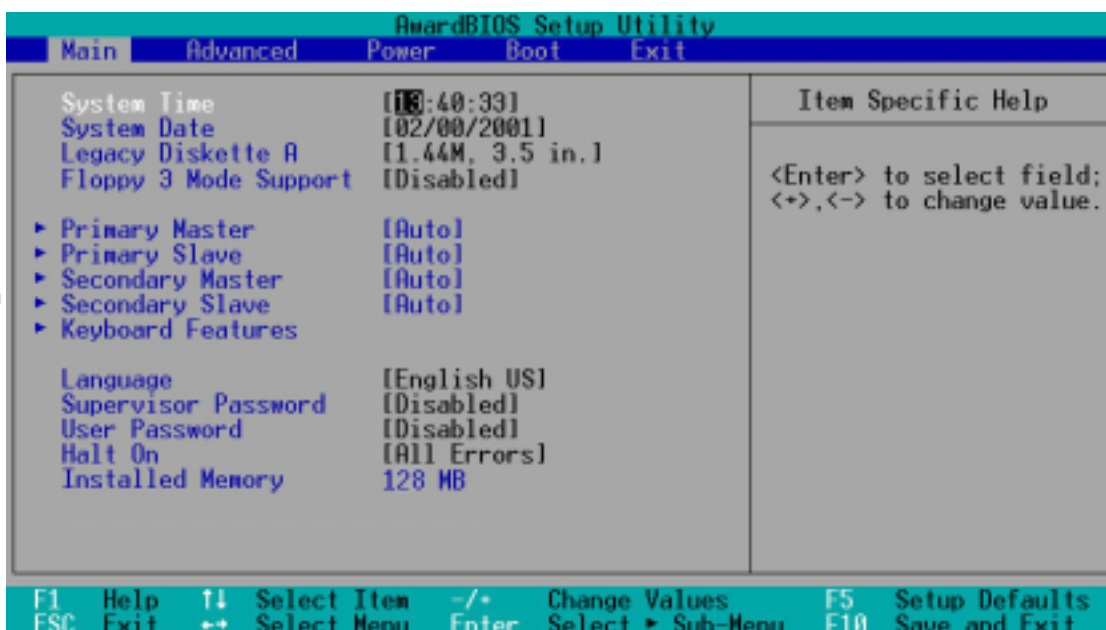 AwardBIOS Setup Utility
Main Advanced Power Boot Exit
System Time [13:40:33]
System Date [02/00/2001]
Legacy Diskette A [1.44M, 3.5 in.]
Floppy 3 Mode Support [Disabled]
▶ Primary Master [Auto]
▶ Primary Slave [Auto]
▶ Secondary Master [Auto]
▶ Secondary Slave [Auto]
▶ Keyboard Features
Language [English US]
Supervisor Password [Disabled]
User Password [Disabled]
Halt On [All Errors]
Installed Memory 128 MB
Item Specific Help
<Enter> to select field;
<+>,<-> to change value.
F1 Help ↑↓ Select Item -/+ Change Values F5 Setup Defaults
ESC Exit ←→ Select Menu Enter Select ▶ Sub-Menu F10 Save and Exit